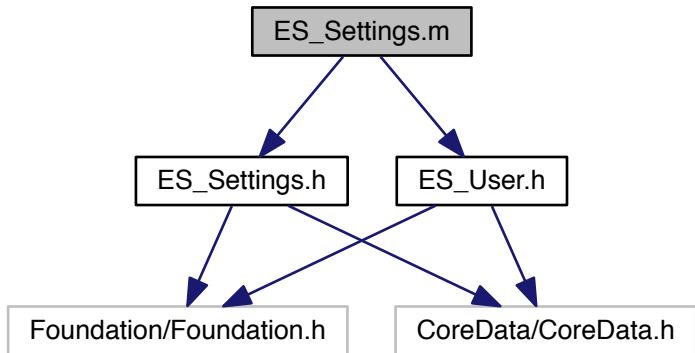 ES_Settings.m
ES_Settings.h
ES_User.h
Foundation/Foundation.h
CoreData/CoreData.h